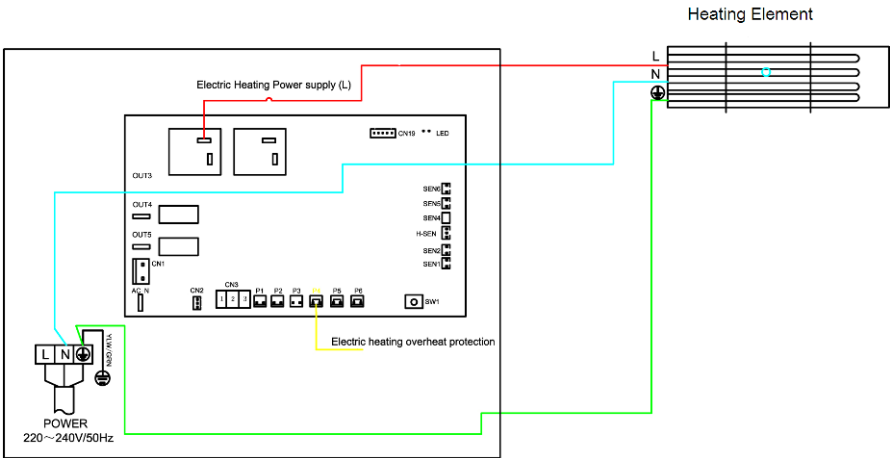 Heating Element
L
N
Electric Heating Power supply (L)
CN19 ** LED
OUT3
SEN6
SEN5
SEN4
H-SEN
SEN2
SEN1
OUT4
OUT5
CN1
AC_N
CN2
CN3
1 2 3
P1 P2 P3 P4 P5 P6
SW1
Electric heating overheat protection
YLW/GRN
L N
POWER
220~240V/50Hz